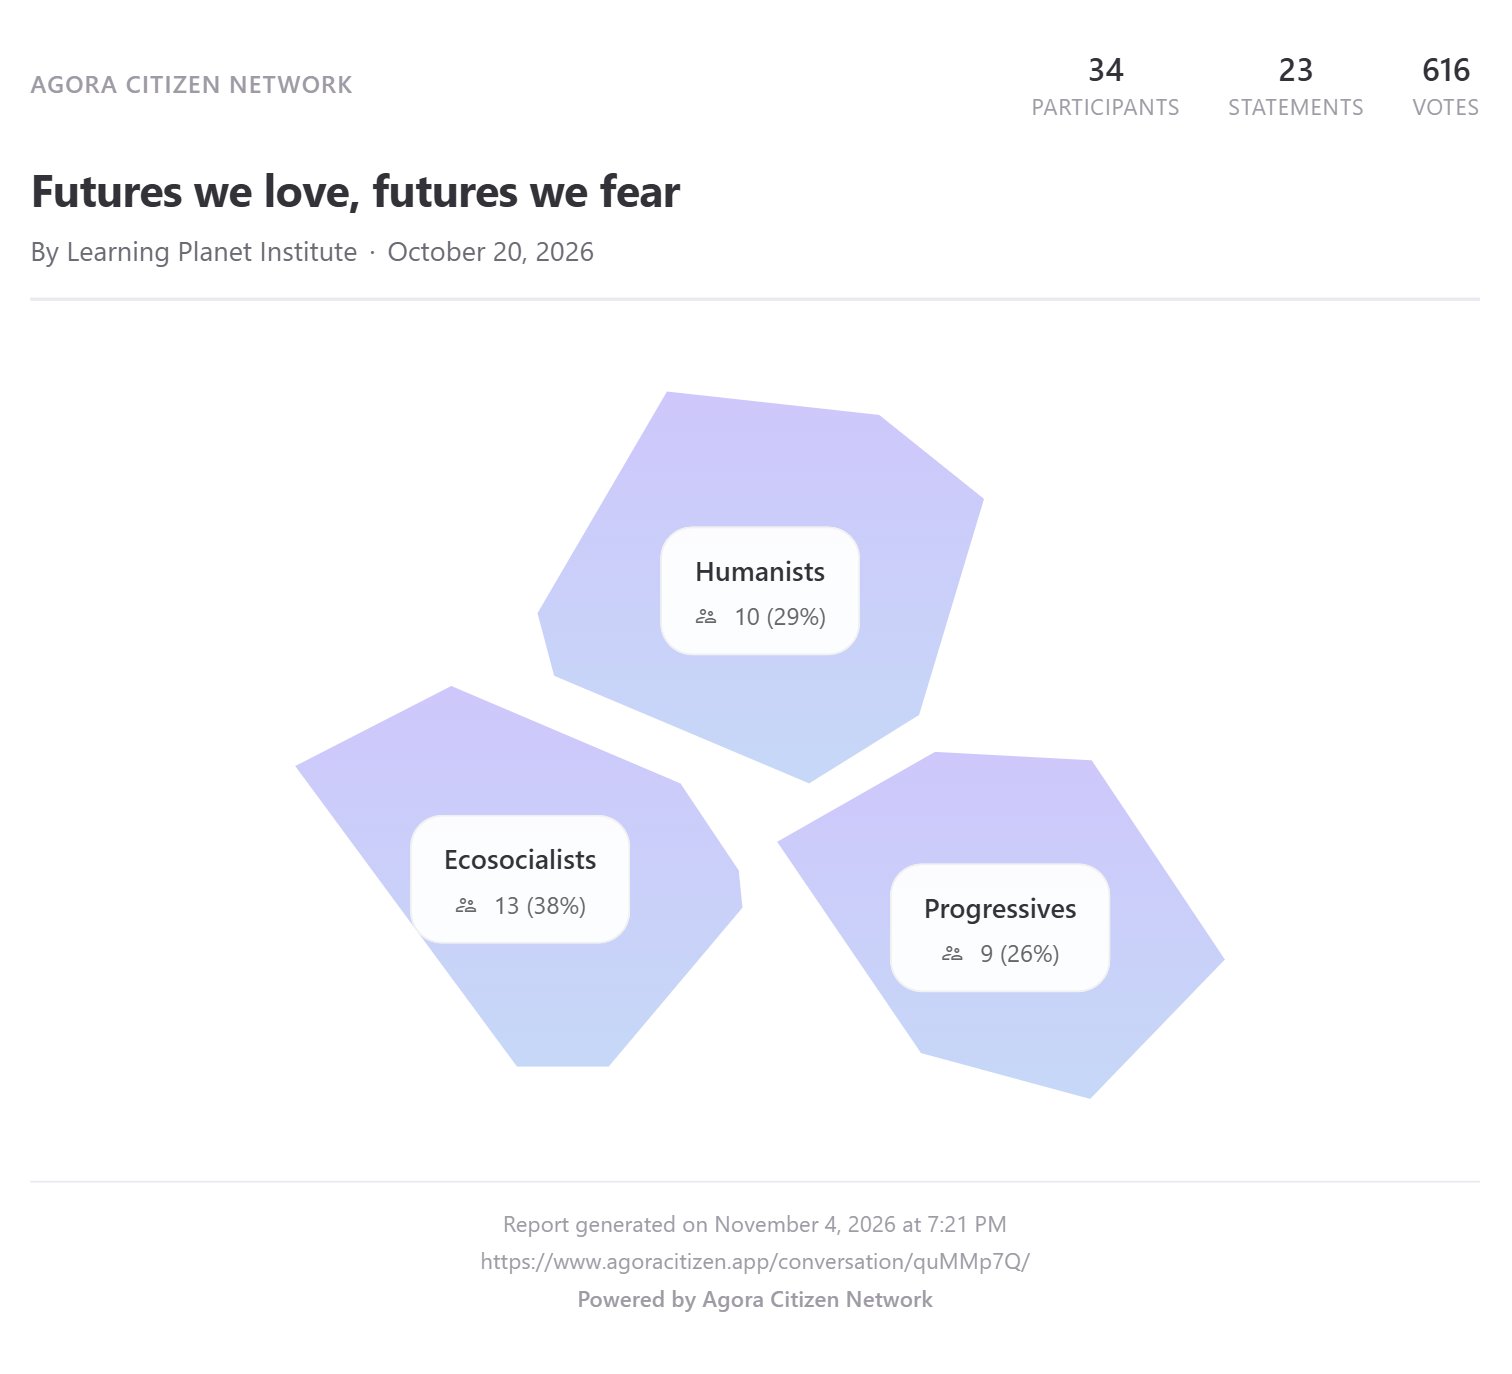 AGORA CITIZEN NETWORK
34
PARTICIPANTS
23
STATEMENTS
616
VOTES
Futures we love, futures we fear
By Learning Planet Institute · October 20, 2026
Humanists
10 (29%)
Ecosocialists
13 (38%)
Progressives
9 (26%)
Report generated on November 4, 2026 at 7:21 PM
https://www.agoracitizen.app/conversation/quMMp7Q/
Powered by Agora Citizen Network